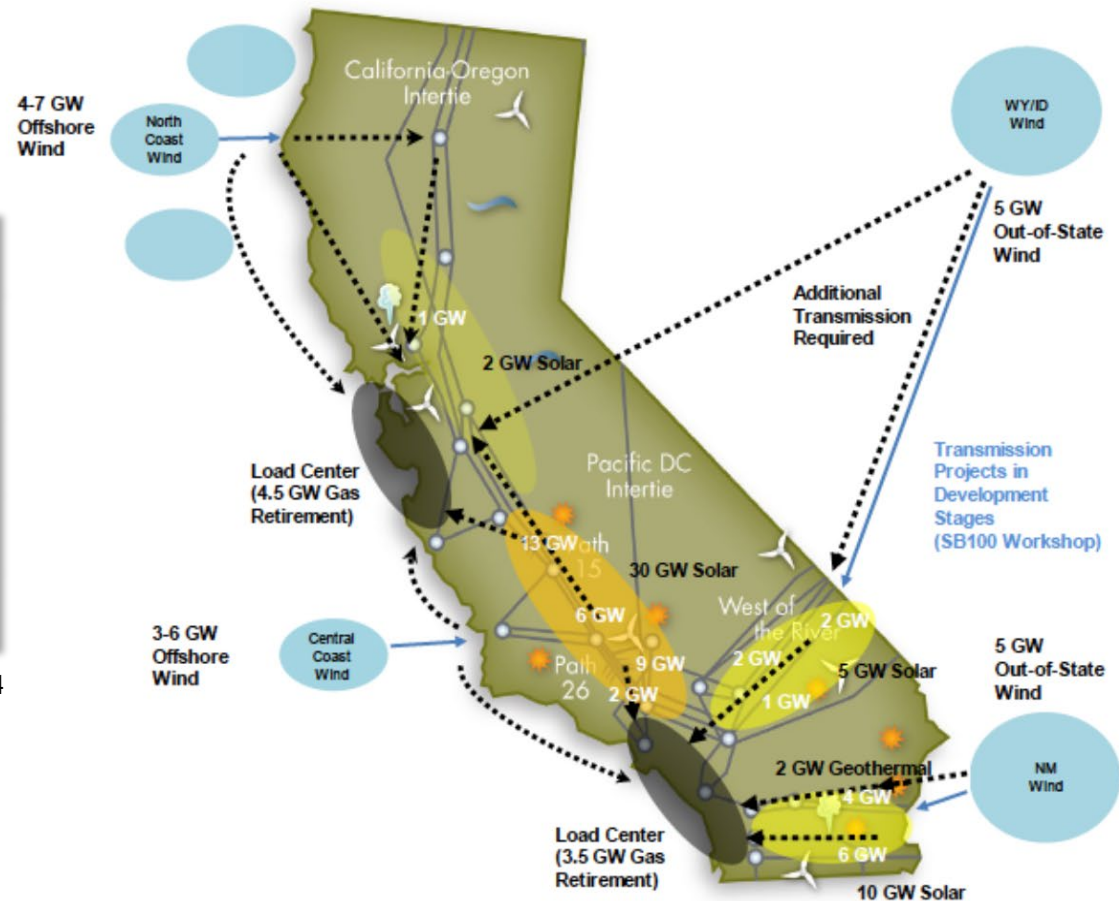 California-Oregon
Intertie
4-7 GW
Offshore
Wind
North
Coast
Wind
WY/ID
Wind
5 GW
Out-of-State
Wind
Additional
Transmission
Required
1 GW
2 GW Solar
Load Center
(4.5 GW Gas
Retirement)
Pacific DC
Intertie
Transmission
Projects in
Development
Stages
(SB100 Workshop)
13 GW
Path
15
30 GW Solar
6 GW
West of
the River
2 GW
3-6 GW
Offshore
Wind
Central
Coast
Wind
9 GW
2 GW
Path
26
2 GW
5 GW Solar
1 GW
5 GW
Out-of-State
Wind
4
2 GW Geothermal
4 GW
NM
Wind
6 GW
Load Center
(3.5 GW Gas
Retirement)
10 GW Solar